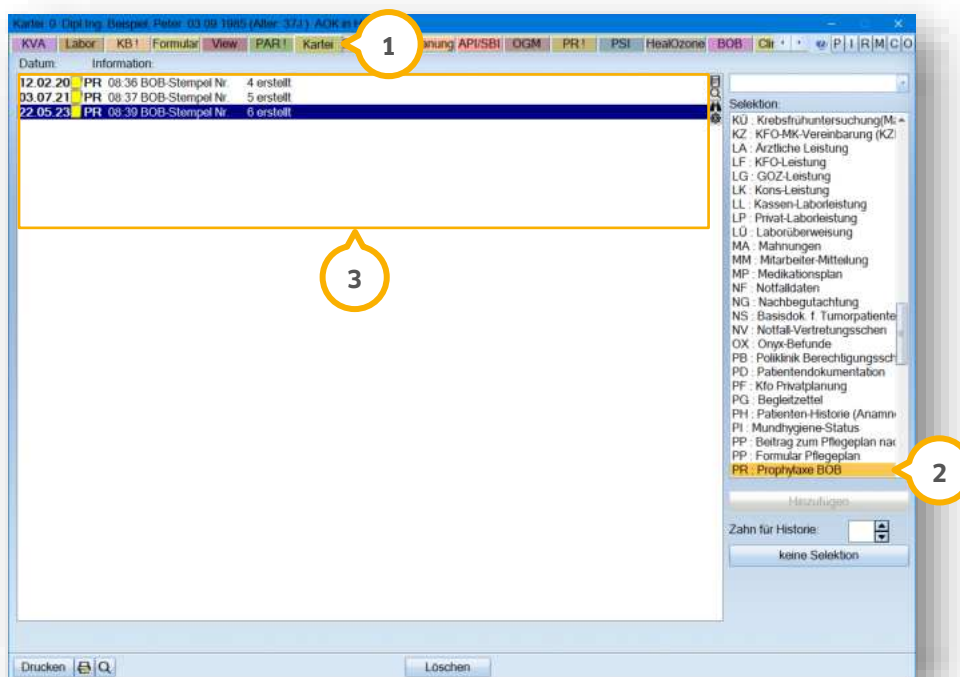 Kartei 0 Dipl Ing. Beispiel, Peter 03.09.1985 (Alter: 37J.) AOK in
KVA Labor KB! Formular View PAR! Kartei 1 anung API/SBI OGM PR! PSI HealOzone BOB P I R M C O
Datum: Information:
12.02.20 PR 08:36 BOB-Stempel Nr. 4 erstellt
03.07.21 PR 08:37 BOB-Stempel Nr. 5 erstellt
22.05.23 PR 08:39 BOB-Stempel Nr. 6 erstellt
3
Selektion:
KÜ : Krebsfrühuntersuchung(Mä
KZ : KFO-MK-Vereinbarung (KZ
LA : Ärztliche Leistung
LF : KFO-Leistung
LG : GOZ-Leistung
LK : Kons-Leistung
LL : Kassen-Laborleistung
LP : Privat-Laborleistung
LÜ : Laborüberweisung
MA : Mahnungen
MM : Mitarbeiter-Mitteilung
MP : Medikationsplan
NF : Notfalldaten
NG : Nachbegutachtung
NS : Basisdok. f. Tumorpatiente
NV : Notfall-Vertretungsschen
OX : Onyx-Befunde
PB : Poliklinik Berechtigungssch
PD : Patientendokumentation
PF : Kfo Privatplanung
PG : Begleitzettel
PH : Patienten-Historie (Anamn
PI : Mundhygiene-Status
PP : Beitrag zum Pflegeplan nac
PP : Formular Pflegeplan
PR : Prophylaxe BOB
2
Hinzufügen
Zahn für Historie:
keine Selektion
Drucken
Löschen